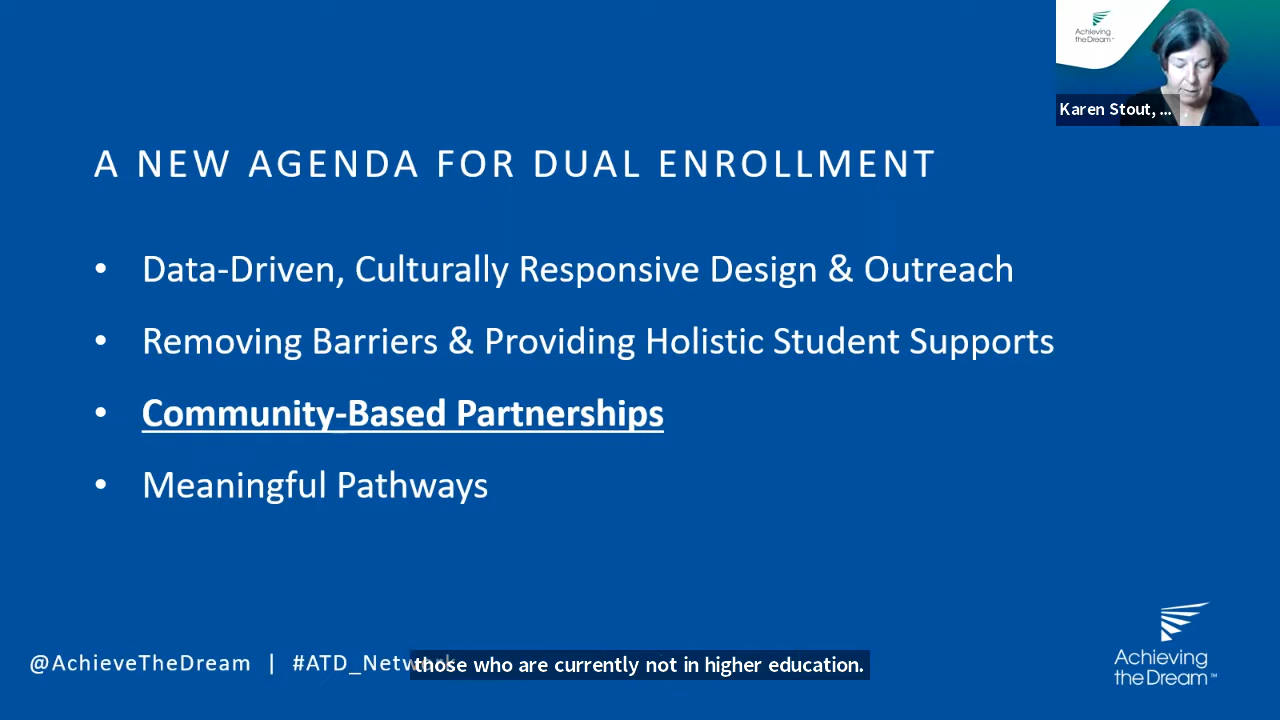 Achieving
the Dream™
Karen Stout, ...
A NEW AGENDA FOR DUAL ENROLLMENT
• Data-Driven, Culturally Responsive Design & Outreach
• Removing Barriers & Providing Holistic Student Supports
• Community-Based Partnerships
• Meaningful Pathways
@AchieveTheDream | #ATD_Network
those who are currently not in higher education.
Achieving
the Dream™